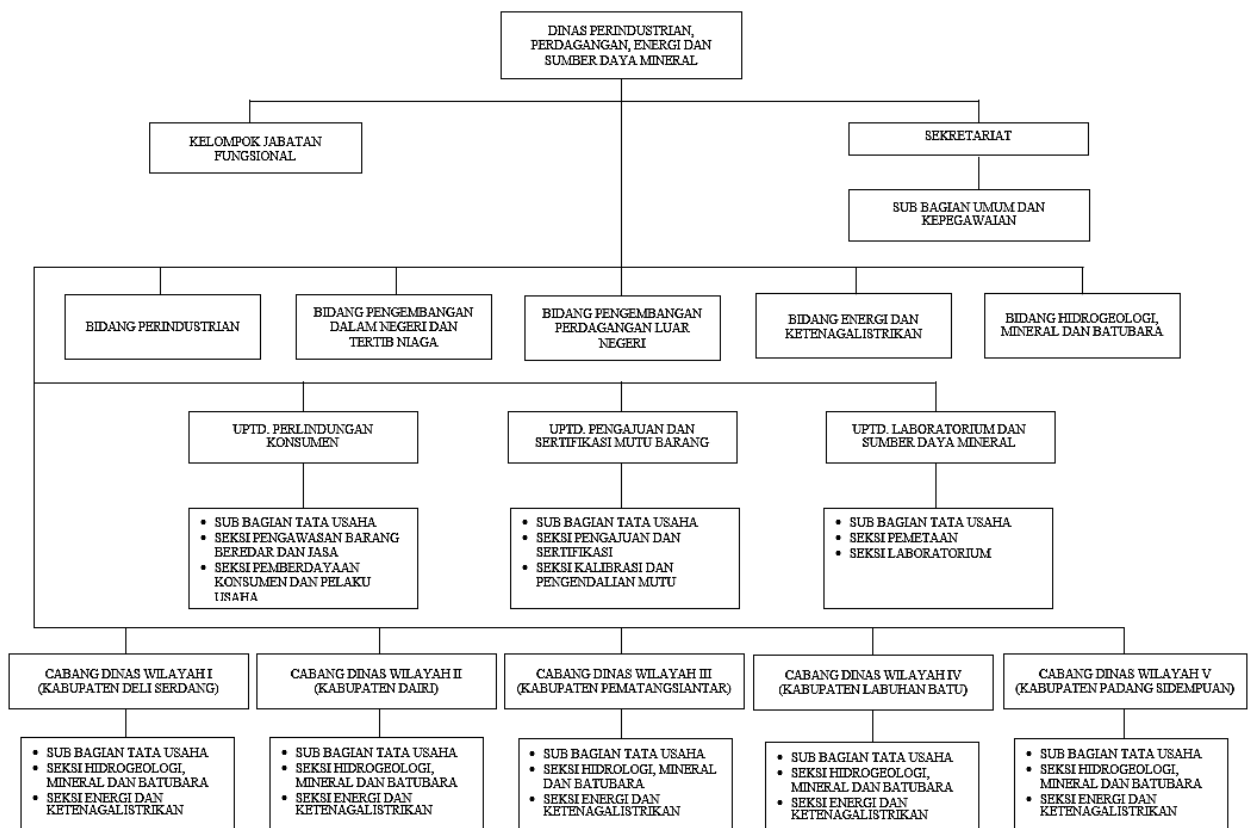 DINAS PERINDUSTRIAN,
PERDAGANGAN, ENERGI DAN
SUMBER DAYA MINERAL
KELOMPOK JABATAN
FUNGSIONAL
SEKRETARIAT
SUB BAGIAN UMUM DAN
KEPEGAWAIAN
BIDANG PERINDUSTRIAN
BIDANG PENGEMBANGAN
DALAM NEGERI DAN
TERTIB NIAGA
BIDANG PENGEMBANGAN
PERDAGANGAN LUAR
NEGERI
BIDANG ENERGI DAN
KETENAGALISTRIKAN
BIDANG HIDROGEOLOGI,
MINERAL DAN BATUBARA
UPTD. PERLINDUNGAN
KONSUMEN
UPTD. PENGAJUAN DAN
SERTIFIKASI MUTU BARANG
UPTD. LABORATORIUM DAN
SUMBER DAYA MINERAL
• SUB BAGIAN TATA USAHA
• SEKSI PENGAWASAN BARANG
BEREDAR DAN JASA
• SEKSI PEMBERDAYAAN
KONSUMEN DAN PELAKU
USAHA
• SUB BAGIAN TATA USAHA
• SEKSI PENGAJUAN DAN
SERTIFIKASI
• SEKSI KALIBRASI DAN
PENGENDALIAN MUTU
• SUB BAGIAN TATA USAHA
• SEKSI PEMETAAN
• SEKSI LABORATORIUM
CABANG DINAS WILAYAH I
(KABUPATEN DELI SERDANG)
CABANG DINAS WILAYAH II
(KABUPATEN DAIRI)
CABANG DINAS WILAYAH III
(KABUPATEN PEMATANGSIANTAR)
CABANG DINAS WILAYAH IV
(KABUPATEN LABUHAN BATU)
CABANG DINAS WILAYAH V
(KABUPATEN PADANG SIDEMPUAN)
• SUB BAGIAN TATA USAHA
• SEKSI HIDROGEOLOGI,
MINERAL DAN BATUBARA
• SEKSI ENERGI DAN
KETENAGALISTRIKAN
• SUB BAGIAN TATA USAHA
• SEKSI HIDROGEOLOGI,
MINERAL DAN BATUBARA
• SEKSI ENERGI DAN
KETENAGALISTRIKAN
• SUB BAGIAN TATA USAHA
• SEKSI HIDROLOGI, MINERAL
DAN BATUBARA
• SEKSI ENERGI DAN
KETENAGALISTRIKAN
• SUB BAGIAN TATA USAHA
• SEKSI HIDROGEOLOGI,
MINERAL DAN BATUBARA
• SEKSI ENERGI DAN
KETENAGALISTRIKAN
• SUB BAGIAN TATA USAHA
• SEKSI HIDROGEOLOGI,
MINERAL DAN BATUBARA
• SEKSI ENERGI DAN
KETENAGALISTRIKAN